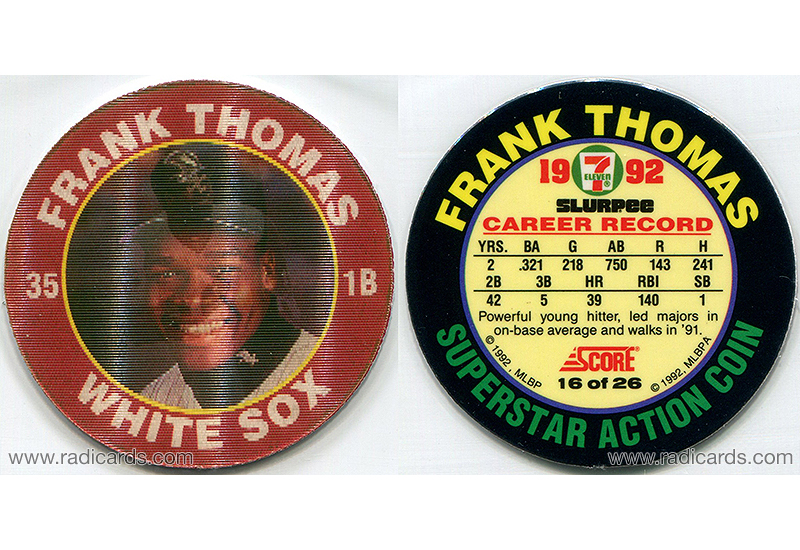 FRANK THOMAS
35
1B
WHITE SOX
www.radicards.com
FRANK THOMAS
19 7 ELEVEN ® 92
SLURPEE
CAREER RECORD
YRS. BA G AB R H
2 .321 218 750 143 241
2B 3B HR RBI SB
42 5 39 140 1
Powerful young hitter, led majors in
on-base average and walks in '91.
© 1992, MLBP
SCORE®
© 1992, MLBPA
16 of 26
SUPERSTAR ACTION COIN
www.radicards.com